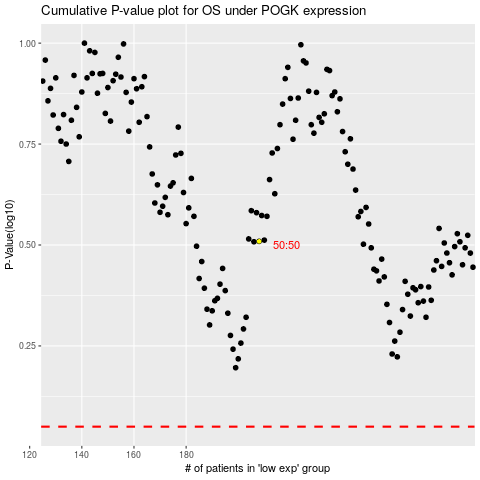 Cumulative P-value plot for OS under POGK expression
P-Value(log10)
1.00
0.75
0.50
0.25
50:50
120 140 160 180
# of patients in 'low exp' group